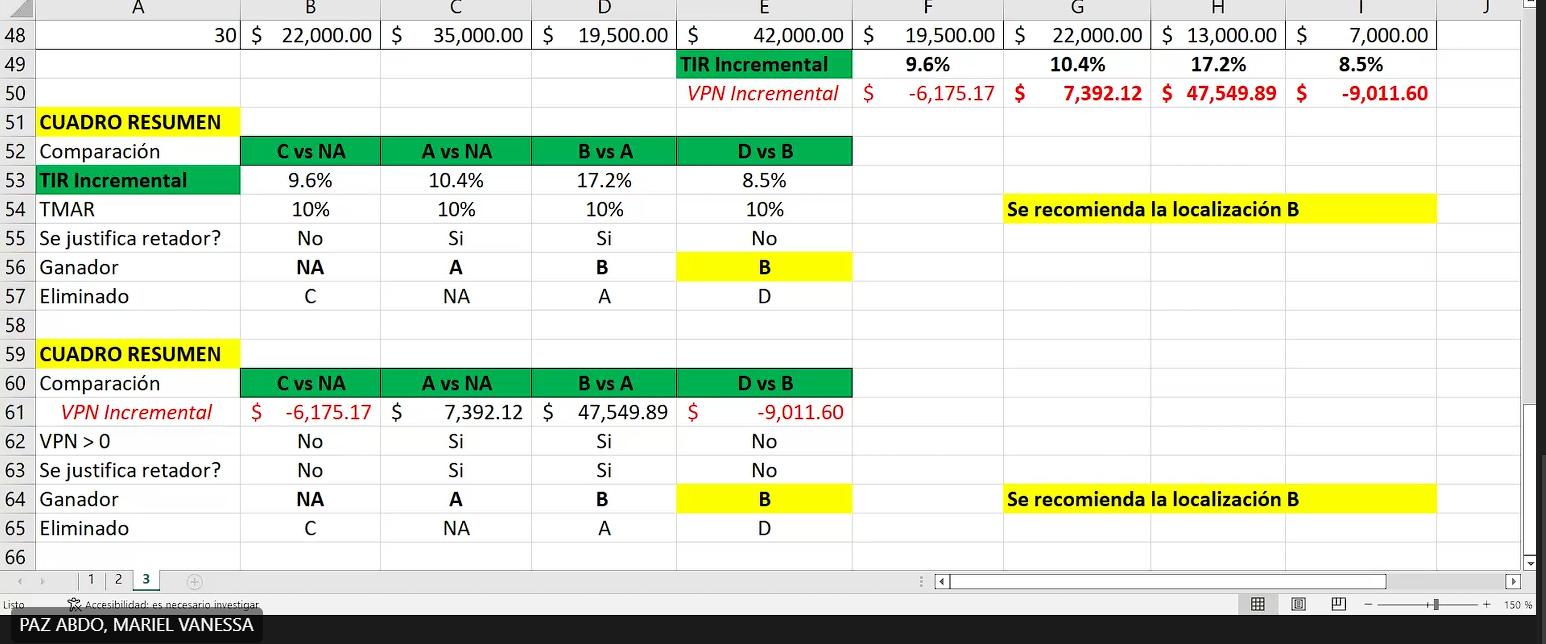 A B C D E F G H I J
48 30 $ 22,000.00 $ 35,000.00 $ 19,500.00 $ 42,000.00 $ 19,500.00 $ 22,000.00 $ 13,000.00 $ 7,000.00
49 TIR Incremental 9.6% 10.4% 17.2% 8.5%
50 VPN Incremental $ -6,175.17 $ 7,392.12 $ 47,549.89 $ -9,011.60
51 CUADRO RESUMEN
52 Comparación C vs NA A vs NA B vs A D vs B
53 TIR Incremental 9.6% 10.4% 17.2% 8.5%
54 TMAR 10% 10% 10% 10% Se recomienda la localización B
55 Se justifica retador? No Si Si No
56 Ganador NA A B B
57 Eliminado C NA A D
58
59 CUADRO RESUMEN
60 Comparación C vs NA A vs NA B vs A D vs B
61 VPN Incremental $ -6,175.17 $ 7,392.12 $ 47,549.89 $ -9,011.60
62 VPN > 0 No Si Si No
63 Se justifica retador? No Si Si No
64 Ganador NA A B B Se recomienda la localización B
65 Eliminado C NA A D
66
1 2 3
Listo Accesibilidad: es necesario investigar 150 %
PAZ ABDO, MARIEL VANESSA